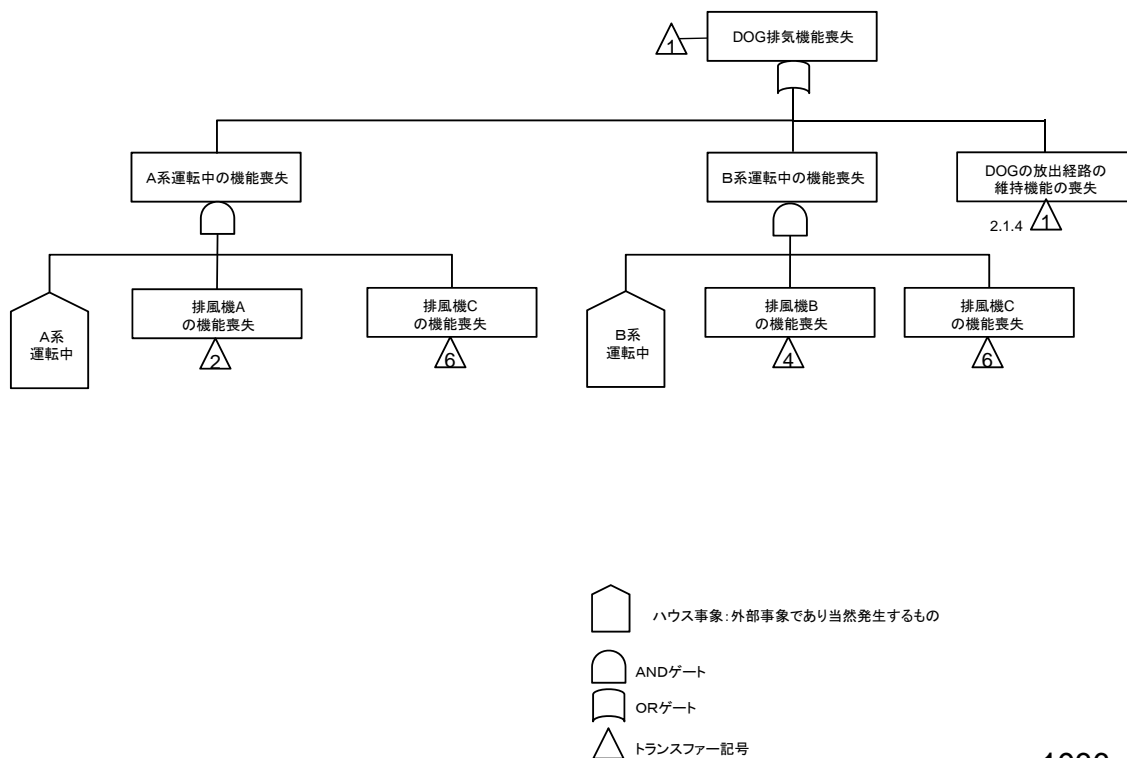 DOG排気機能喪失
1
A系運転中の機能喪失
B系運転中の機能喪失
DOGの放出経路の
維持機能の喪失
2.1.4 1
A系
運転中
排風機A
の機能喪失
2
排風機C
の機能喪失
6
B系
運転中
排風機B
の機能喪失
4
排風機C
の機能喪失
6
ハウス事象:外部事象であり当然発生するもの
ANDゲート
ORゲート
トランスファー記号